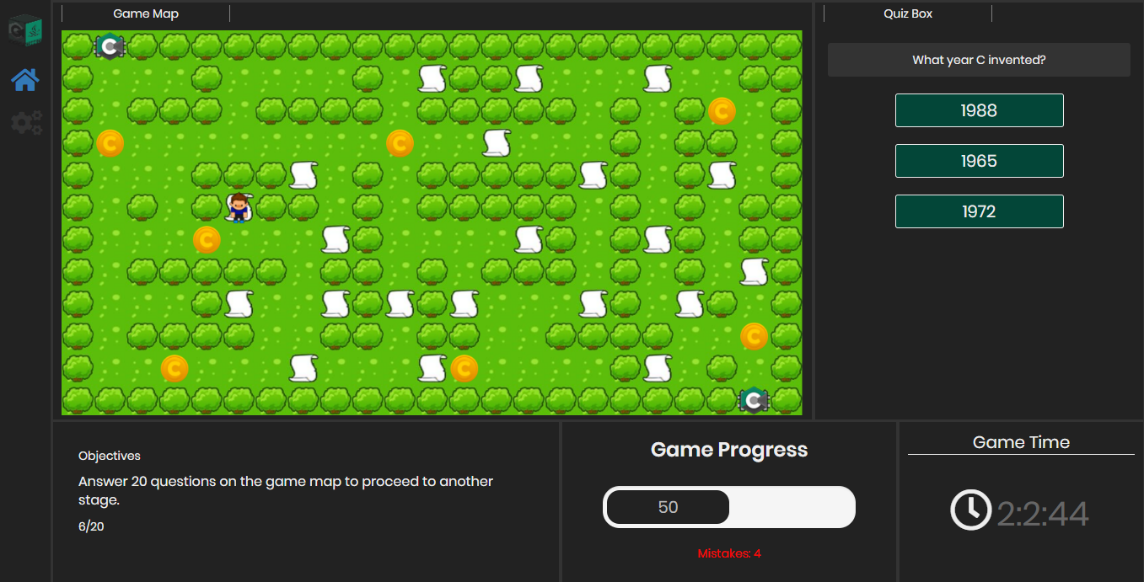 Game Map
Quiz Box
What year C invented?
1988
1965
1972
Objectives
Answer 20 questions on the game map to proceed to another
stage.
6/20
Game Progress
50
Mistakes: 4
Game Time
2:2:44